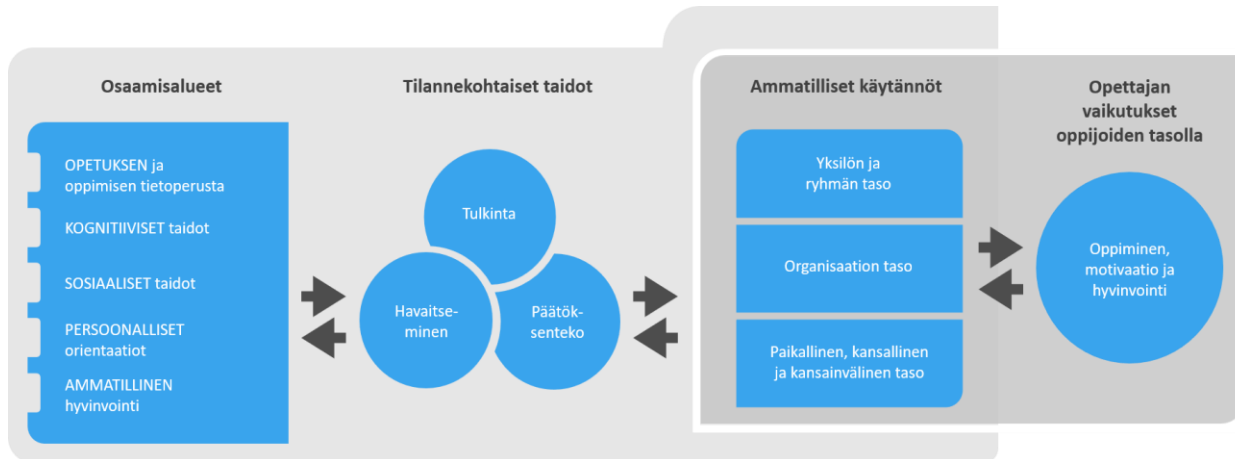 Osaamisalueet
OPETUKSEN ja
oppimisen tietoperusta
KOGNITIIVISET taidot
SOSIAALISET taidot
PERSOONALLISET
orientaatiot
AMMATILLINEN
hyvinvointi
Tilannekohtaiset taidot
Tulkinta
Havaitse-
minen
Päätök-
senteko
Ammatilliset käytännöt
Yksilön ja
ryhmän taso
Organisaation taso
Paikallinen, kansallinen
ja kansainvälinen taso
Opettajan
vaikutukset
oppijoiden tasolla
Oppiminen,
motivaatio ja
hyvinvointi